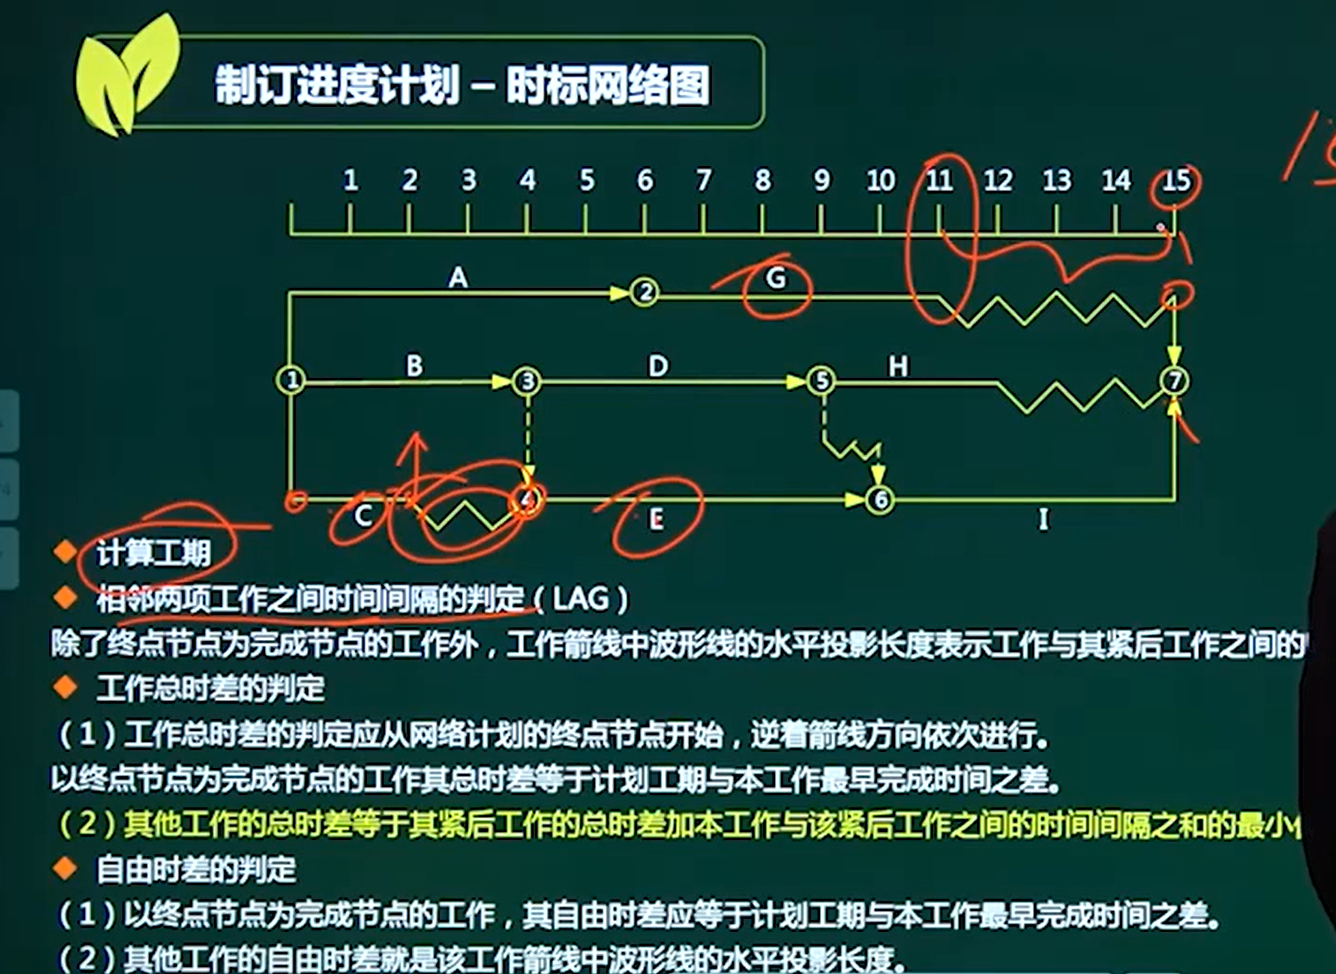 制订进度计划 – 时标网络图
1 2 3 4 5 6 7 8 9 10 11 12 13 14 15
A ② G
① B ③ D ⑤ H ⑦
C ④ E ⑥ I
计算工期
相邻两项工作之间时间间隔的判定（LAG）
除了终点节点为完成节点的工作外，工作箭线中波形线的水平投影长度表示工作与其紧后工作之间的
工作总时差的判定
（1）工作总时差的判定应从网络计划的终点节点开始，逆着箭线方向依次进行。
以终点节点为完成节点的工作其总时差等于计划工期与本工作最早完成时间之差。
（2）其他工作的总时差等于其紧后工作的总时差加本工作与该紧后工作之间的时间间隔之和的最小
自由时差的判定
（1）以终点节点为完成节点的工作，其自由时差应等于计划工期与本工作最早完成时间之差。
（2）其他工作的自由时差就是该工作箭线中波形线的水平投影长度。